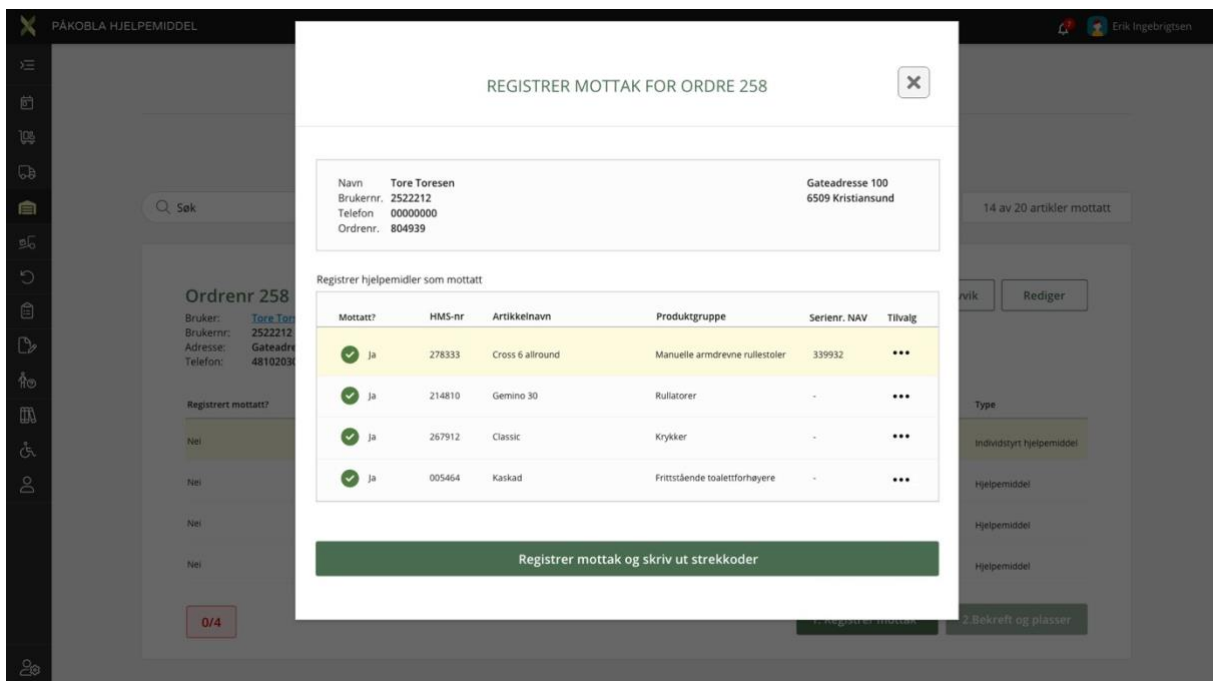 PÅKOBLA HJELPEMIDDEL
Erik Ingebrigtsen
REGISTRER MOTTAK FOR ORDRE 258
Navn Tore Toresen
Brukernr. 2522212
Telefon 00000000
Ordrenr. 804939
Gateadresse 100
6509 Kristiansund
Søk
14 av 20 artikler mottatt
Registrer hjelpemidler som mottatt
Mottatt? HMS-nr Artikkelnavn Produktgruppe Serienr. NAV Tilvalg
Ja 278333 Cross 6 allround Manuelle armdrevne rullestoler 339932 •••
Ja 214810 Gemino 30 Rullatorer - •••
Ja 267912 Classic Krykker - •••
Ja 005464 Kaskad Frittstående toalettforhøyere - •••
Registrer mottak og skriv ut strekkoder
Ordrenr 258
Rediger
Bruker: Tore
Brukernr: 2522212
Adresse:
Telefon:
Registrert mottatt? Type
Nei Individstyrt hjelpemiddel
Nei Hjelpemiddel
Nei Hjelpemiddel
Nei Hjelpemiddel
0/4
1. Registrer mottak
2.Bekreft og plasser